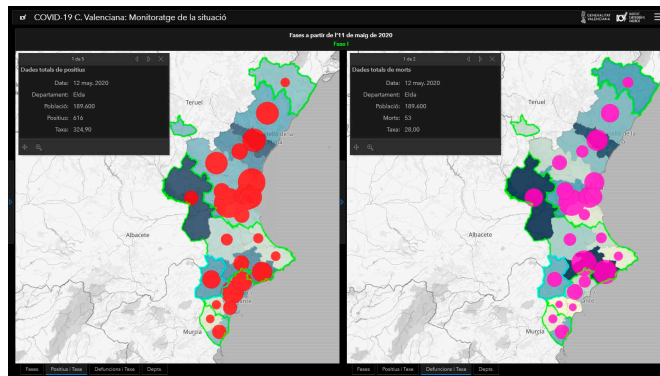 COVID-19 C. Valenciana: Monitoratge de la situació
GENERALITAT
VALENCIANA
Fases a partir de l'11 de maig de 2020
Fase I
1 de 5
Dades totals de positius
Data: 12 may. 2020
Departament: Elda
Població: 189.600
Positius: 616
Taxa: 324,90
Teruel
Albacete
Murcia
1 de 2
Dades totals de morts
Data: 12 may. 2020
Departament: Elda
Població: 189.600
Morts: 53
Taxa: 28,00
Teruel
Albacete
Murcia
Fases
Positius i Taxa
Defuncions i Taxa
Depts.
Fases
Positius i Taxa
Defuncions i Taxa
Depts.